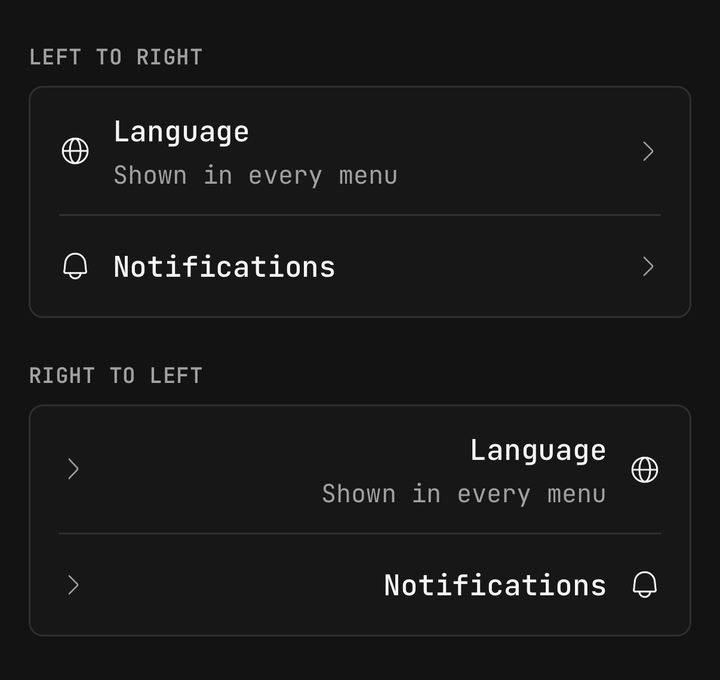 LEFT TO RIGHT
Language
Shown in every menu
Notifications
RIGHT TO LEFT
Language
Shown in every menu
Notifications